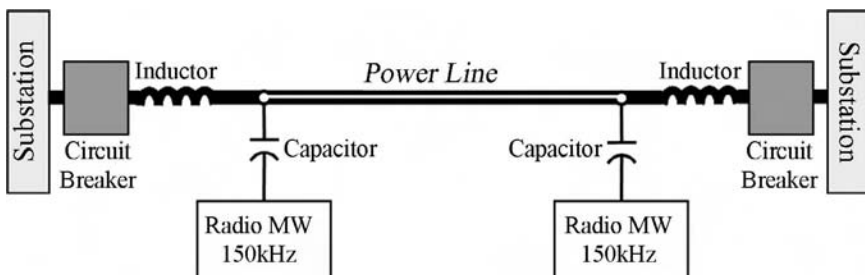 Substation
Circuit
Breaker
Inductor
Power Line
Capacitor
Radio MW
150kHz
Capacitor
Radio MW
150kHz
Inductor
Circuit
Breaker
Substation